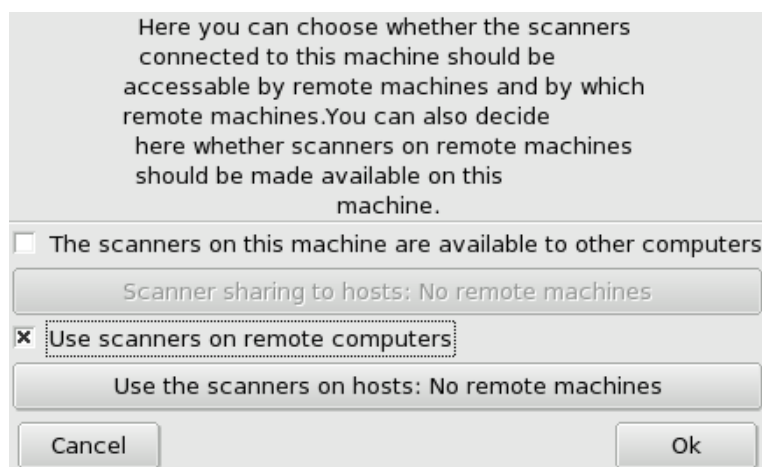 Here you can choose whether the scanners
connected to this machine should be
accessable by remote machines and by which
remote machines.You can also decide
here whether scanners on remote machines
should be made available on this
machine.
The scanners on this machine are available to other computers
Scanner sharing to hosts: No remote machines
Use scanners on remote computers
Use the scanners on hosts: No remote machines
Cancel
Ok